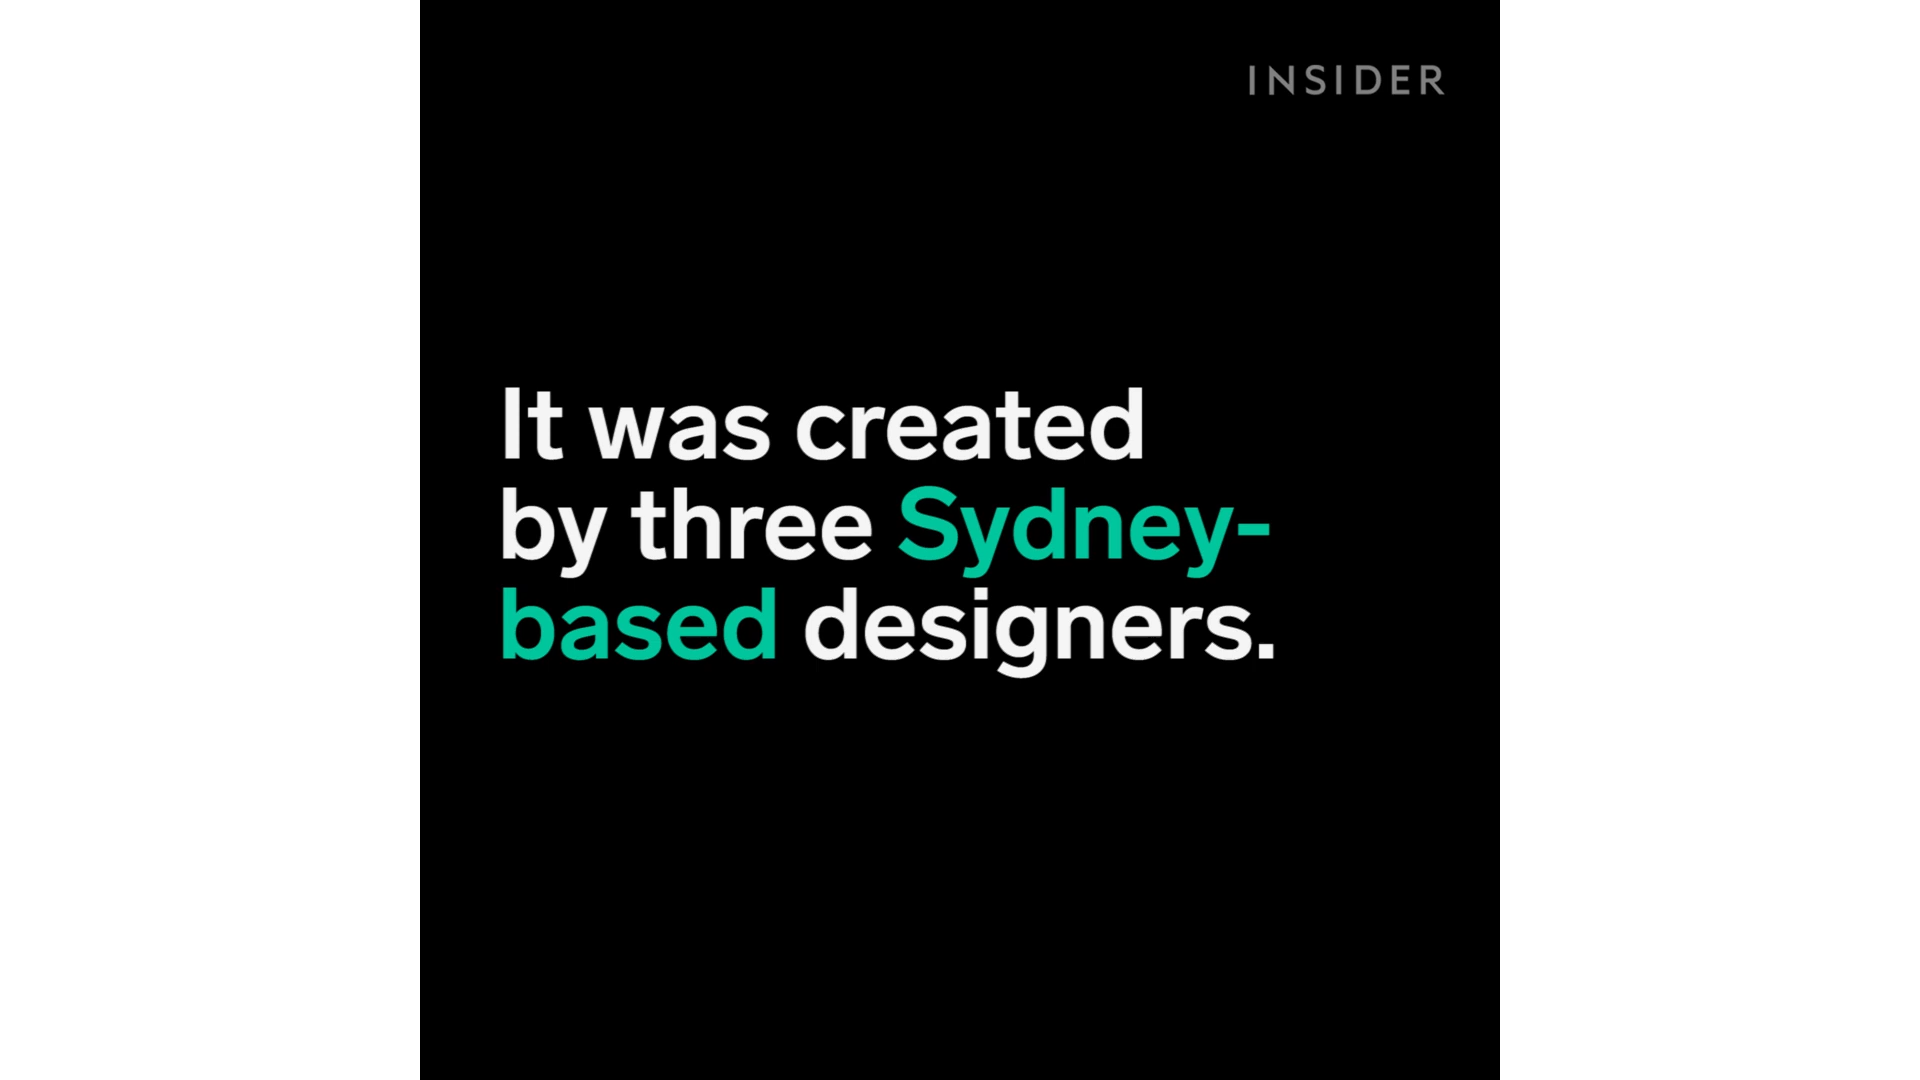 INSIDER
It was created
by three Sydney-
based designers.